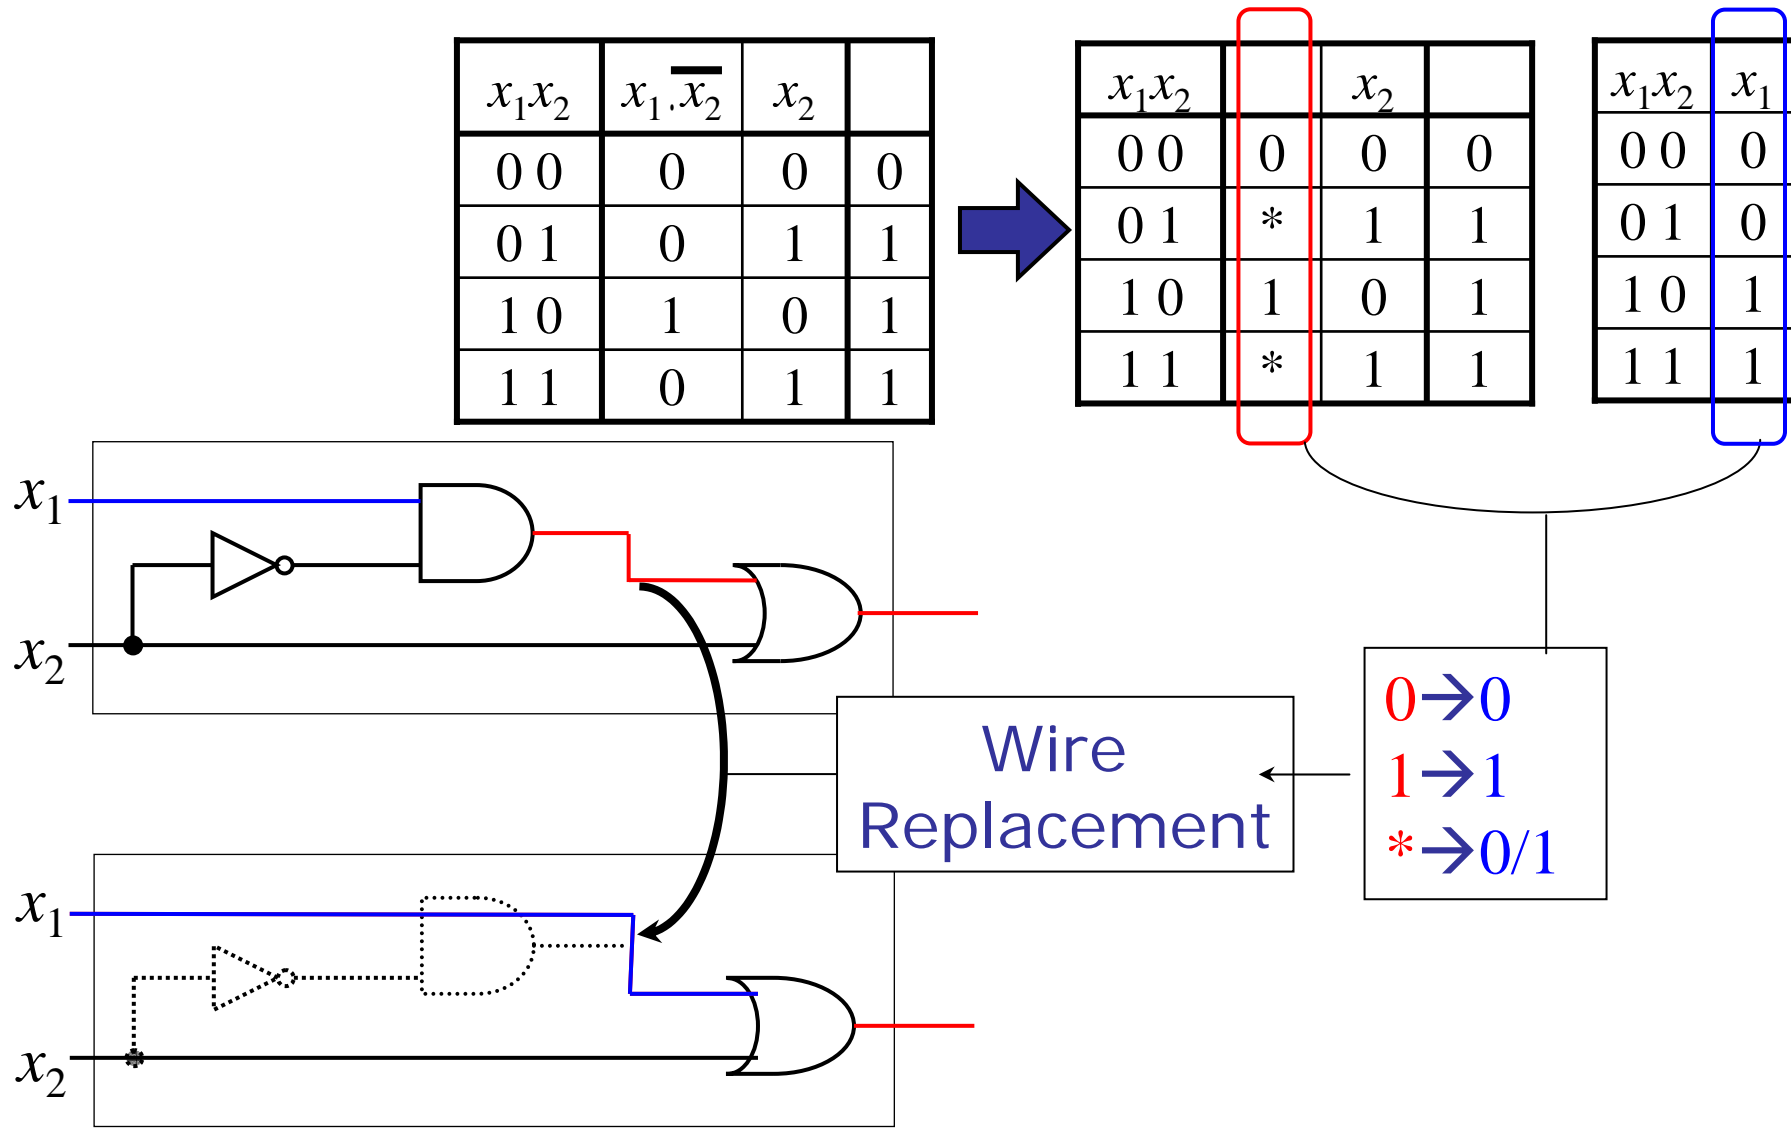 x₁x₂ x₁.x̅₂ x₂
0 0 0 0 0
0 1 0 1 1
1 0 1 0 1
1 1 0 1 1
x₁x₂ x₂
0 0 0 0 0
0 1 * 1 1
1 0 1 0 1
1 1 * 1 1
x₁x₂ x₁
0 0 0
0 1 0
1 0 1
1 1 1
x₁
x₂
Wire
Replacement
0→0
1→1
*→0/1
x₁
x₂